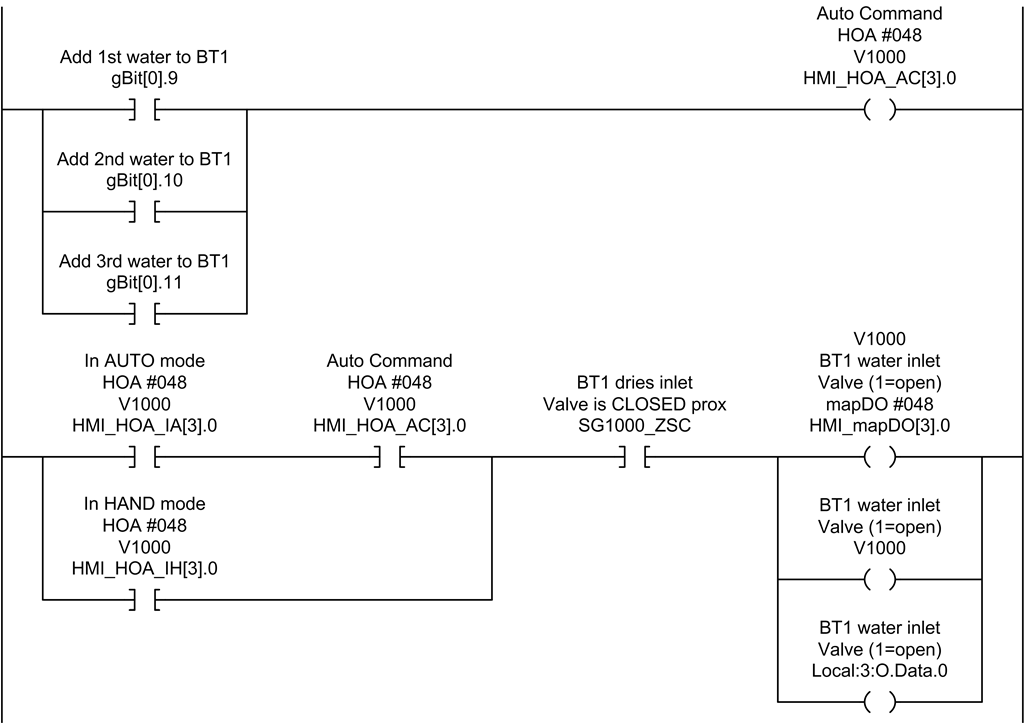 Auto Command
HOA #048
V1000
HMI_HOA_AC[3].0
Add 1st water to BT1
gBit[0].9
Add 2nd water to BT1
gBit[0].10
Add 3rd water to BT1
gBit[0].11
In AUTO mode
HOA #048
V1000
HMI_HOA_IA[3].0
Auto Command
HOA #048
V1000
HMI_HOA_AC[3].0
BT1 dries inlet
Valve is CLOSED prox
SG1000_ZSC
V1000
BT1 water inlet
Valve (1=open)
mapDO #048
HMI_mapDO[3].0
In HAND mode
HOA #048
V1000
HMI_HOA_IH[3].0
BT1 water inlet
Valve (1=open)
V1000
BT1 water inlet
Valve (1=open)
Local:3:O.Data.0